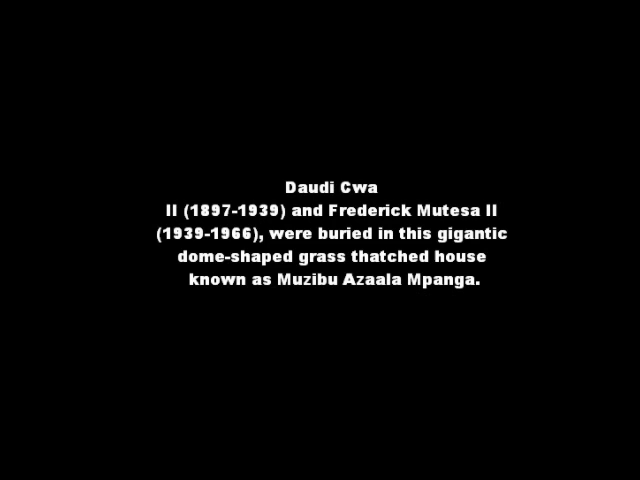 Daudi Cwa
II (1897-1939) and Frederick Mutesa II
(1939-1966), were buried in this gigantic
dome-shaped grass thatched house
known as Muzibu Azaala Mpanga.